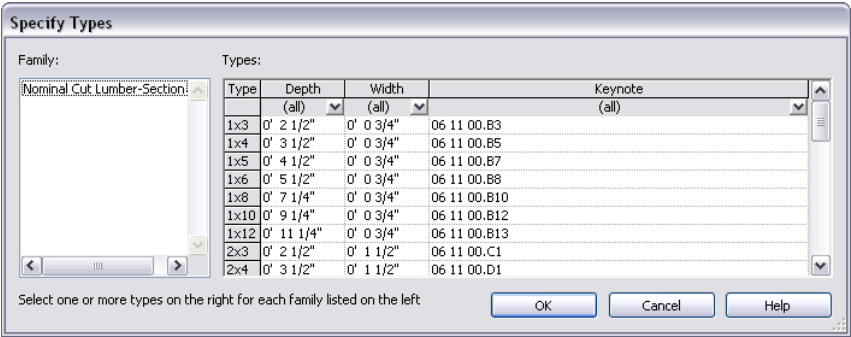 Specify Types
Family: Types:
Nominal Cut Lumber-Section
Type Depth Width Keynote
(all) (all) (all)
1x3 0' 2 1/2" 0' 0 3/4" 06 11 00.B3
1x4 0' 3 1/2" 0' 0 3/4" 06 11 00.B5
1x5 0' 4 1/2" 0' 0 3/4" 06 11 00.B7
1x6 0' 5 1/2" 0' 0 3/4" 06 11 00.B8
1x8 0' 7 1/4" 0' 0 3/4" 06 11 00.B10
1x10 0' 9 1/4" 0' 0 3/4" 06 11 00.B12
1x12 0' 11 1/4" 0' 0 3/4" 06 11 00.B13
2x3 0' 2 1/2" 0' 1 1/2" 06 11 00.C1
2x4 0' 3 1/2" 0' 1 1/2" 06 11 00.D1
Select one or more types on the right for each family listed on the left
OK Cancel Help